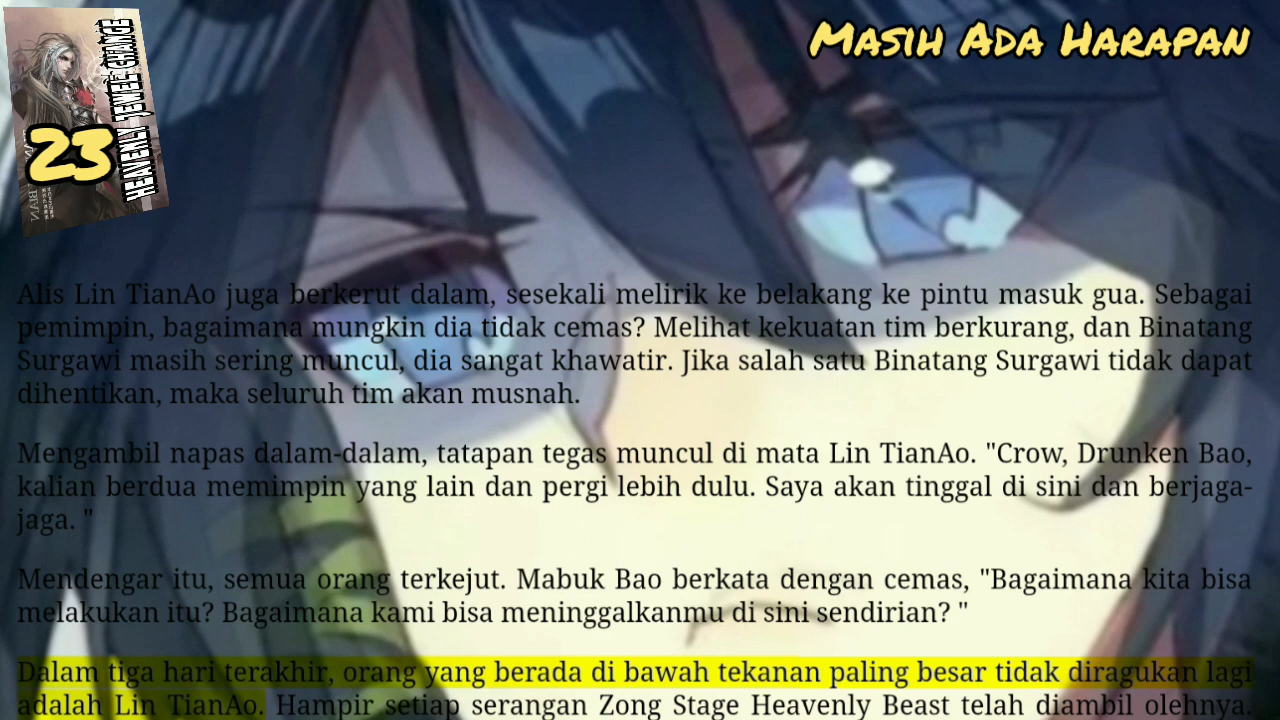 Masih Ada Harapan
HEAVENLY JEWEL CHANGE
23
Alis Lin TianAo juga berkerut dalam, sesekali melirik ke belakang ke pintu masuk gua. Sebagai
pemimpin, bagaimana mungkin dia tidak cemas? Melihat kekuatan tim berkurang, dan Binatang
Surgawi masih sering muncul, dia sangat khawatir. Jika salah satu Binatang Surgawi tidak dapat
dihentikan, maka seluruh tim akan musnah.
Mengambil napas dalam-dalam, tatapan tegas muncul di mata Lin TianAo. "Crow, Drunken Bao,
kalian berdua memimpin yang lain dan pergi lebih dulu. Saya akan tinggal di sini dan berjaga-
jaga. "
Mendengar itu, semua orang terkejut. Mabuk Bao berkata dengan cemas, "Bagaimana kita bisa
melakukan itu? Bagaimana kami bisa meninggalkanmu di sini sendirian? "
Dalam tiga hari terakhir, orang yang berada di bawah tekanan paling besar tidak diragukan lagi
adalah Lin TianAo. Hampir setiap serangan Zong Stage Heavenly Beast telah diambil olehnya.